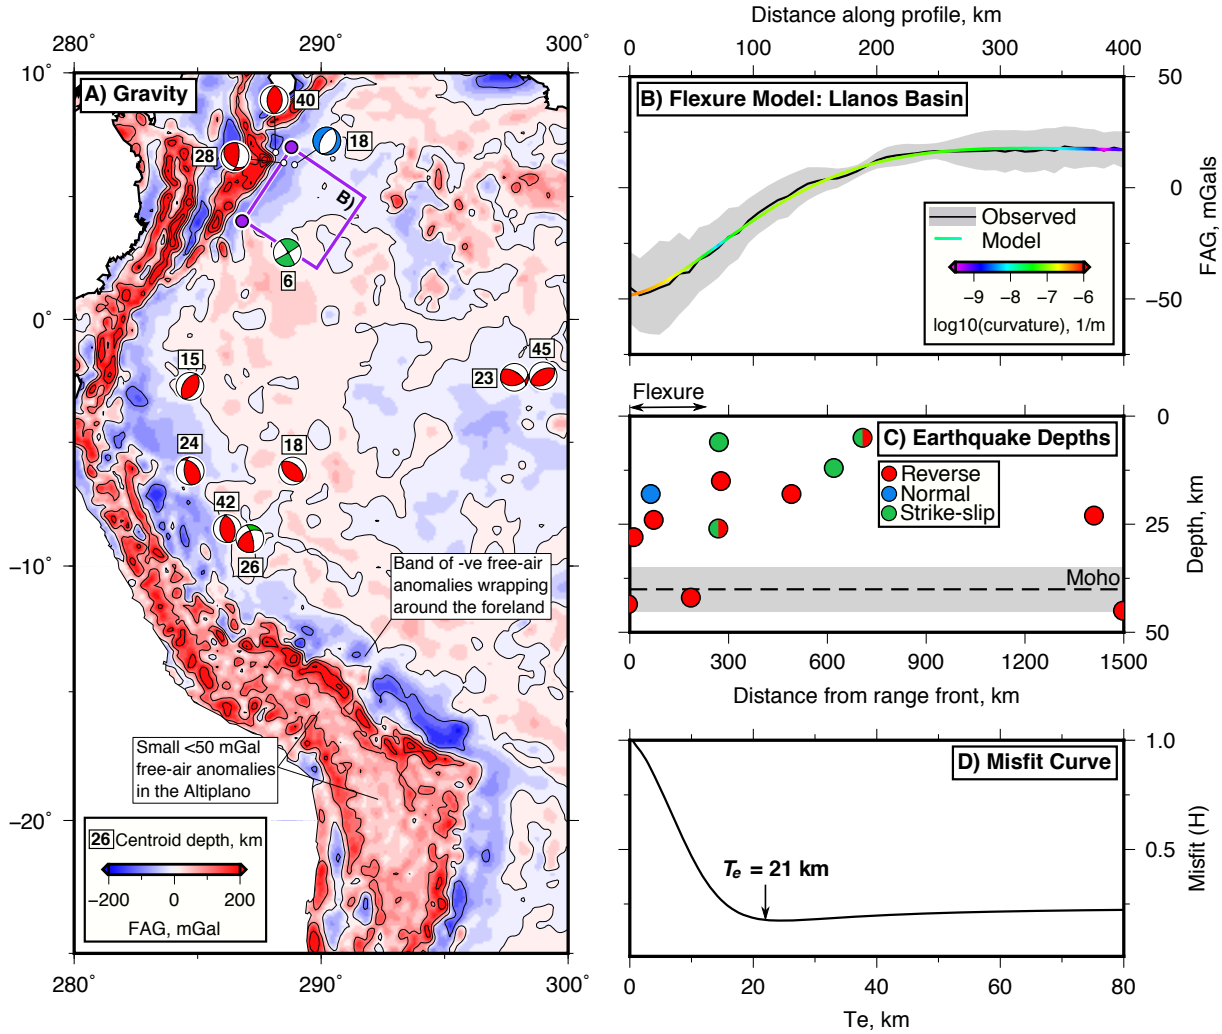 280˚ 290˚ 300˚
10˚
0˚
−10˚
−20˚
A) Gravity
40
18
28
B)
6
15
45
23
24
18
42
26
Band of -ve free-air
anomalies wrapping
around the foreland
Small <50 mGal
free-air anomalies
in the Altiplano
26 Centroid depth, km
−200 0 200
FAG, mGal
280˚ 290˚ 300˚
Distance along profile, km
0 100 200 300 400
B) Flexure Model: Llanos Basin
50
0
−50
FAG, mGals
Observed
Model
−9 −8 −7 −6
log10(curvature), 1/m
Flexure
C) Earthquake Depths
Reverse
Normal
Strike-slip
Moho
0
25
50
Depth, km
0 300 600 900 1200 1500
Distance from range front, km
D) Misfit Curve
Te = 21 km
1.0
0.5
Misfit (H)
0 20 40 60 80
Te, km